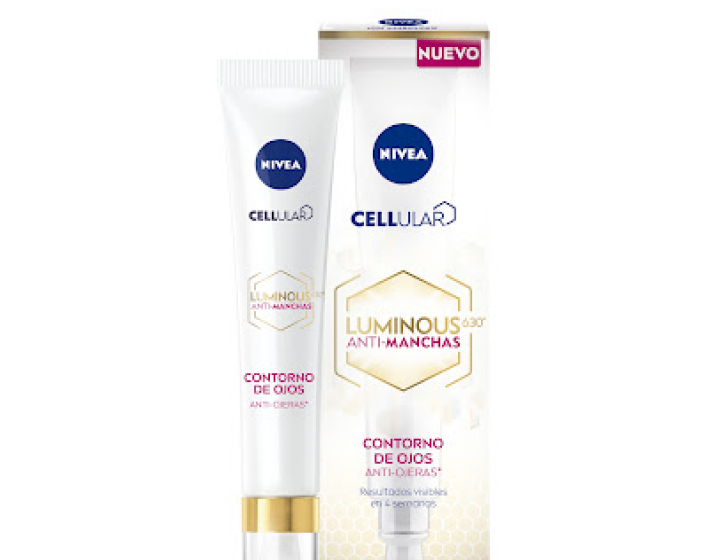 NIVEA
CELLULAR
LUMINOUS630
ANTI-MANCHAS
CONTORNO
DE OJOS
ANTI-OJERAS*
NUEVO
NIVEA
CELLULAR
LUMINOUS630®
ANTI-MANCHAS
CONTORNO
DE OJOS
ANTI-OJERAS*
Resultados visibles
en 4 semanas